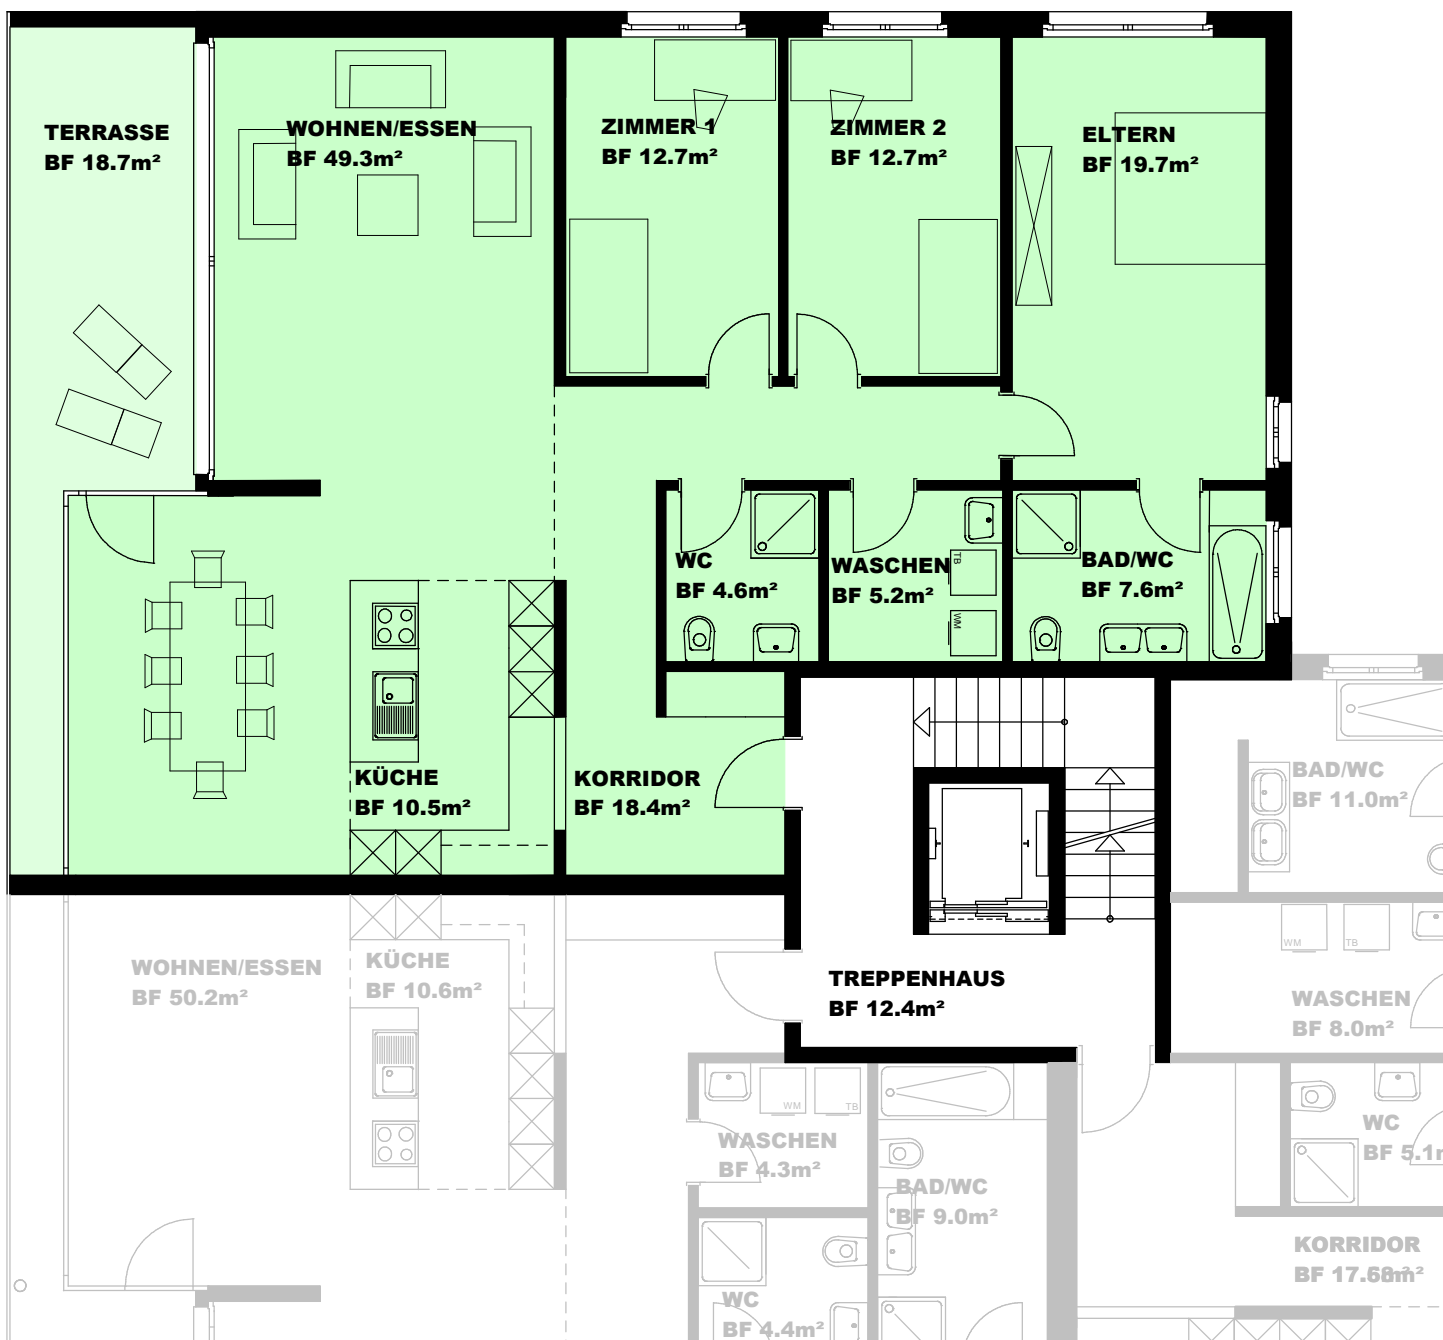 TERRASSE
BF 18.7m²
WOHNEN/ESSEN
BF 49.3m²
ZIMMER 1
BF 12.7m²
ZIMMER 2
BF 12.7m²
ELTERN
BF 19.7m²
WC
BF 4.6m²
WASCHEN
BF 5.2m²
TB
WM
BAD/WC
BF 7.6m²
KÜCHE
BF 10.5m²
KORRIDOR
BF 18.4m²
BAD/WC
BF 11.0m²
WOHNEN/ESSEN
BF 50.2m²
KÜCHE
BF 10.6m²
TREPPENHAUS
BF 12.4m²
WM TB
WASCHEN
BF 8.0m²
WM TB
WASCHEN
BF 4.3m²
WC
BF 5.1m
BAD/WC
BF 9.0m²
KORRIDOR
BF
WC
BF 4.4m²